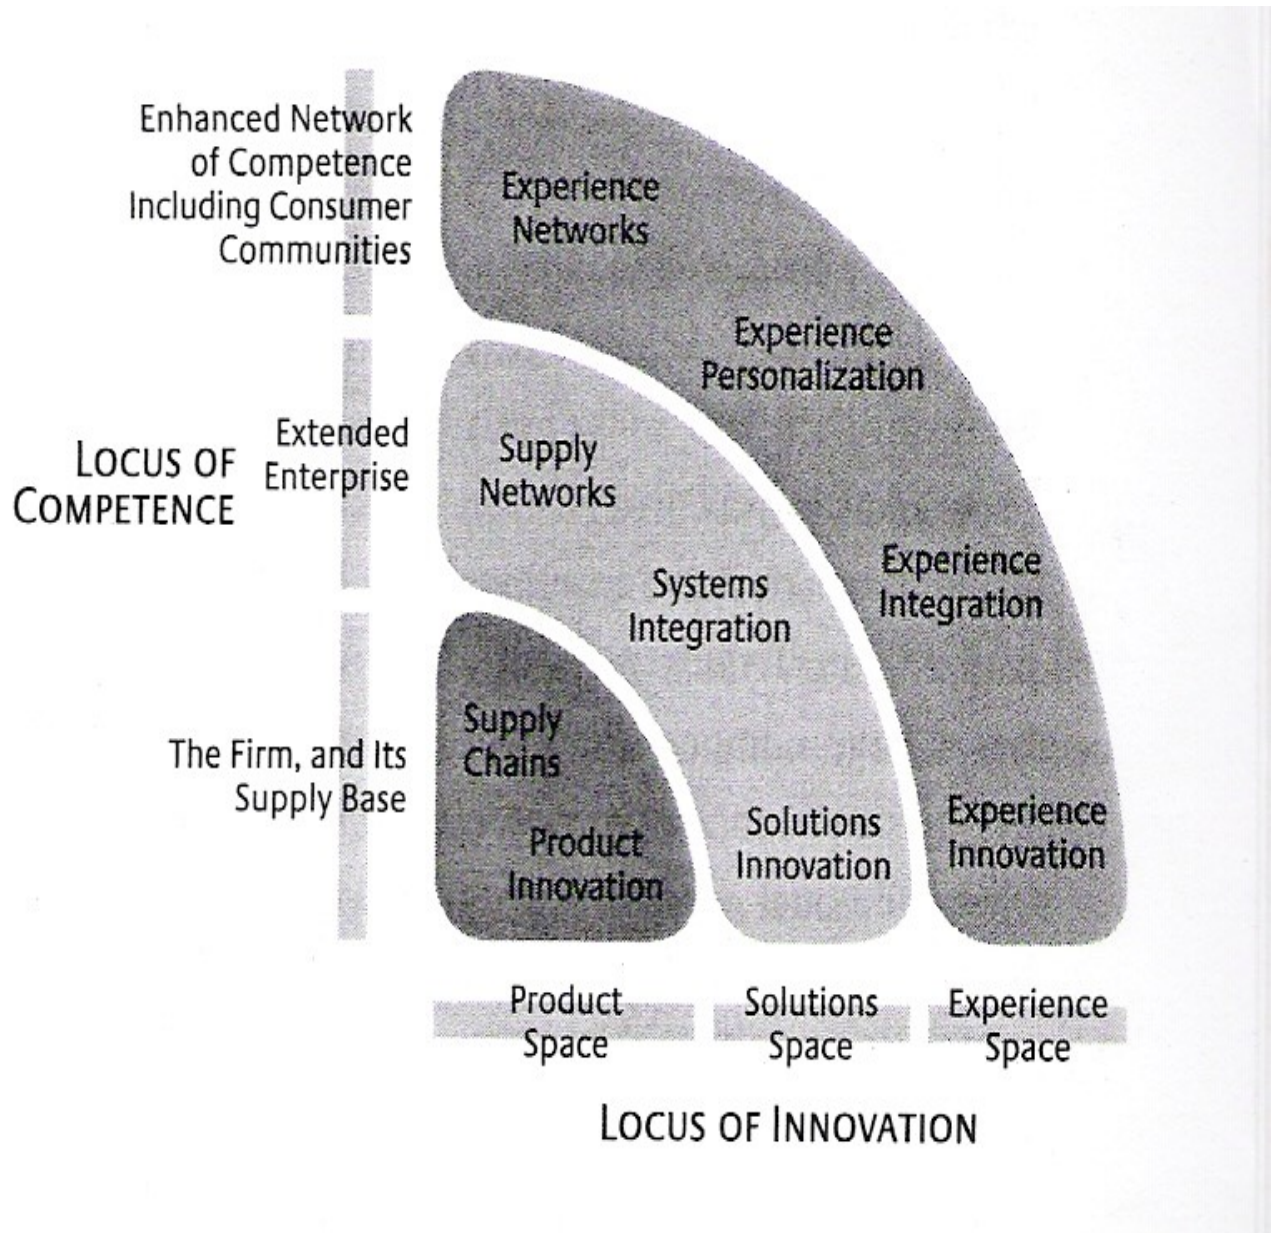 Enhanced Network
of Competence
Including Consumer
Communities
Experience
Networks
Experience
Personalization
LOCUS OF
COMPETENCE
Extended
Enterprise
Supply
Networks
Systems
Integration
Experience
Integration
The Firm, and Its
Supply Base
Supply
Chains
Product
Innovation
Solutions
Innovation
Experience
Innovation
Product
Space
Solutions
Space
Experience
Space
LOCUS OF INNOVATION